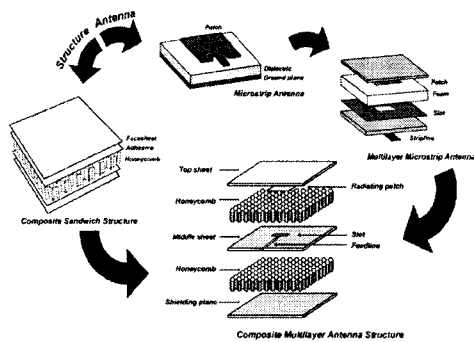 Structure Antenna
Patch
Dielectric
Ground plane
Microstrip Antenna
Patch
Foam
Slot
Stripline
Multilayer Microstrip Antenna
Facesheet
Adhesive
Honeycomb
Composite Sandwich Structure
Top sheet
Radiating patch
Honeycomb
Middle sheet
Slot
Feedline
Honeycomb
Shielding plane
Composite Multilayer Antenna Structure